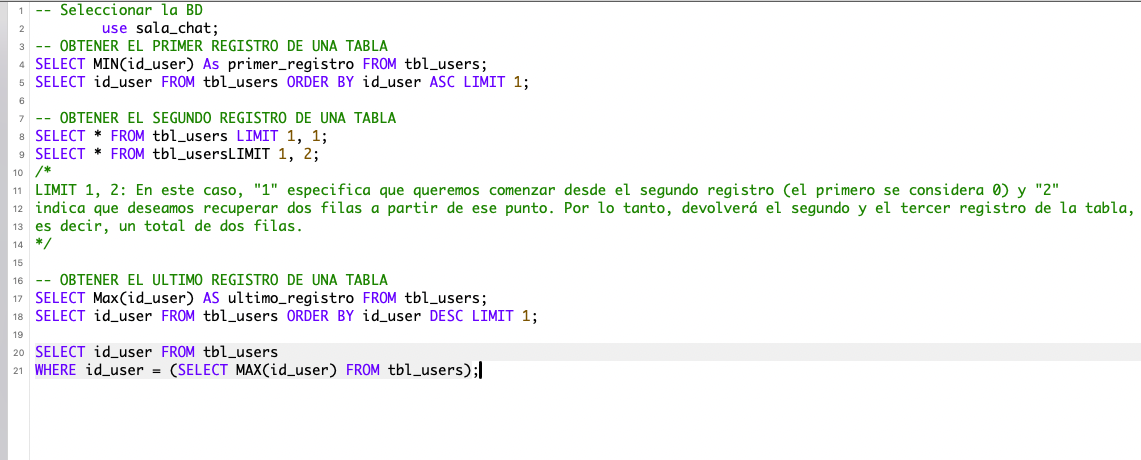 1 -- Seleccionar la BD
2 use sala_chat;
3 -- OBTENER EL PRIMER REGISTRO DE UNA TABLA
4 SELECT MIN(id_user) As primer_registro FROM tbl_users;
5 SELECT id_user FROM tbl_users ORDER BY id_user ASC LIMIT 1;
6
7 -- OBTENER EL SEGUNDO REGISTRO DE UNA TABLA
8 SELECT * FROM tbl_users LIMIT 1, 1;
9 SELECT * FROM tbl_usersLIMIT 1, 2;
10 /*
11 LIMIT 1, 2: En este caso, "1" especifica que queremos comenzar desde el segundo registro (el primero se considera 0) y "2"
12 indica que deseamos recuperar dos filas a partir de ese punto. Por lo tanto, devolverá el segundo y el tercer registro de la tabla,
13 es decir, un total de dos filas.
14 */
15
16 -- OBTENER EL ULTIMO REGISTRO DE UNA TABLA
17 SELECT Max(id_user) AS ultimo_registro FROM tbl_users;
18 SELECT id_user FROM tbl_users ORDER BY id_user DESC LIMIT 1;
19
20 SELECT id_user FROM tbl_users
21 WHERE id_user = (SELECT MAX(id_user) FROM tbl_users);